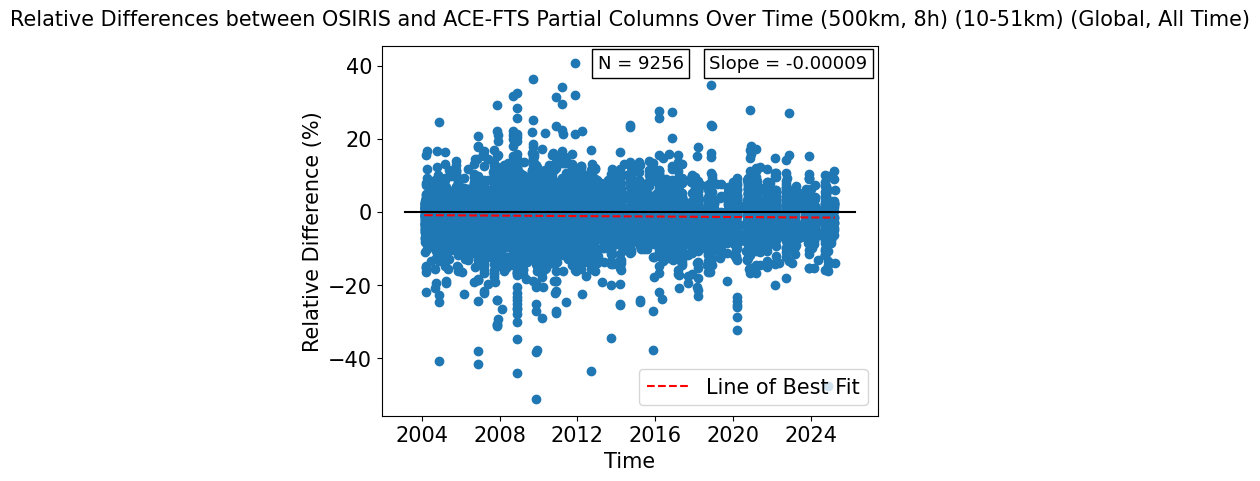 Relative Differences between OSIRIS and ACE-FTS Partial Columns Over Time (500km, 8h) (10-51km) (Global, All Time)
N = 9256
Slope = -0.00009
Relative Difference (%)
40
20
0
−20
−40
Line of Best Fit
2004 2008 2012 2016 2020 2024
Time